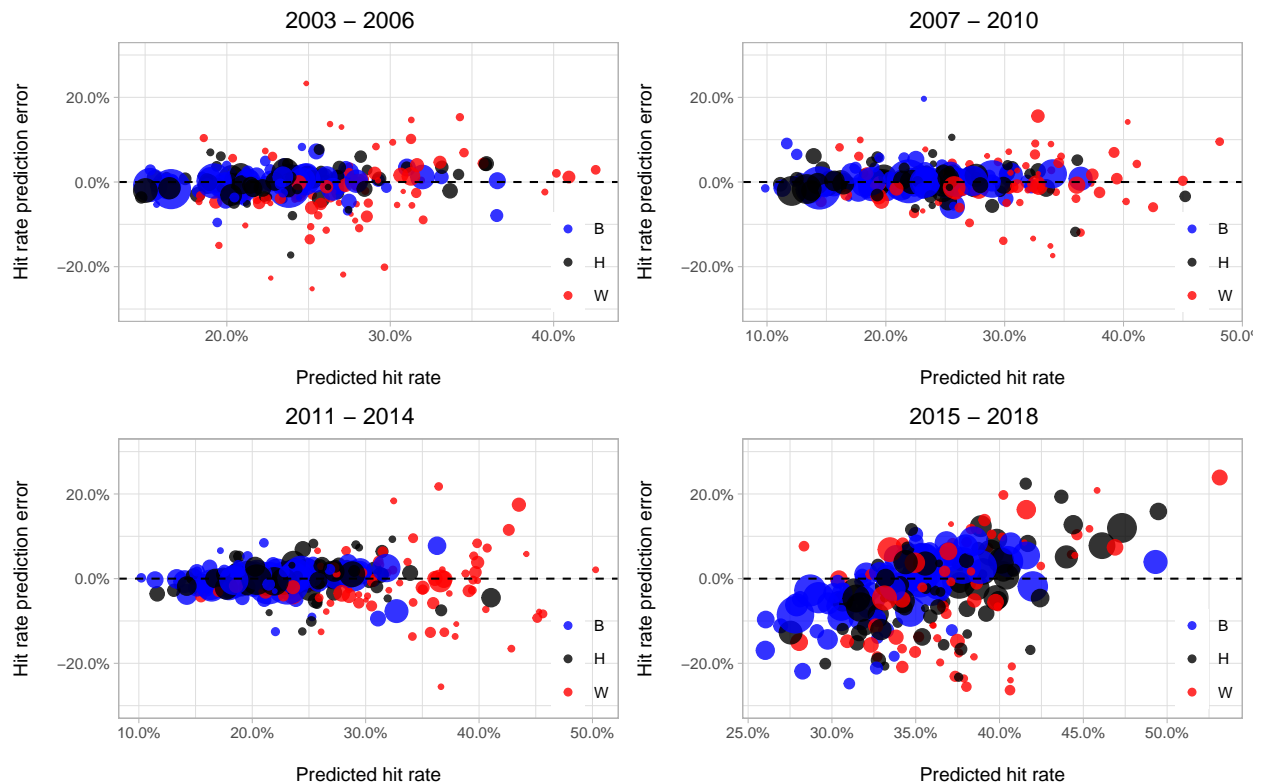 2003 – 2006
Hit rate prediction error
20.0%
0.0%
−20.0%
B
H
W
20.0%
30.0%
40.0%
Predicted hit rate
2007 – 2010
Hit rate prediction error
20.0%
0.0%
−20.0%
B
H
W
10.0%
20.0%
30.0%
40.0%
50.0%
Predicted hit rate
2011 – 2014
Hit rate prediction error
20.0%
0.0%
−20.0%
B
H
W
10.0%
20.0%
30.0%
40.0%
50.0%
Predicted hit rate
2015 – 2018
Hit rate prediction error
20.0%
0.0%
−20.0%
B
H
W
25.0%
30.0%
35.0%
40.0%
45.0%
50.0%
Predicted hit rate